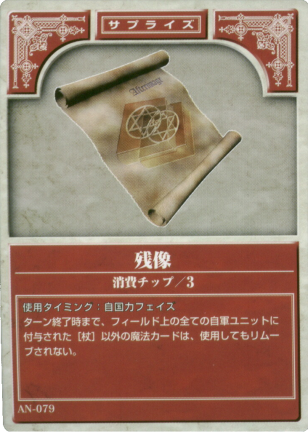 サプライズ
残像
消費チップ／3
使用タイミング：自国力フェイズ
ターン終了時まで、フィールド上の全ての自軍ユニットに
付与された［杖］以外の魔法カードは、使用してもリムー
ブされない。
AN-079